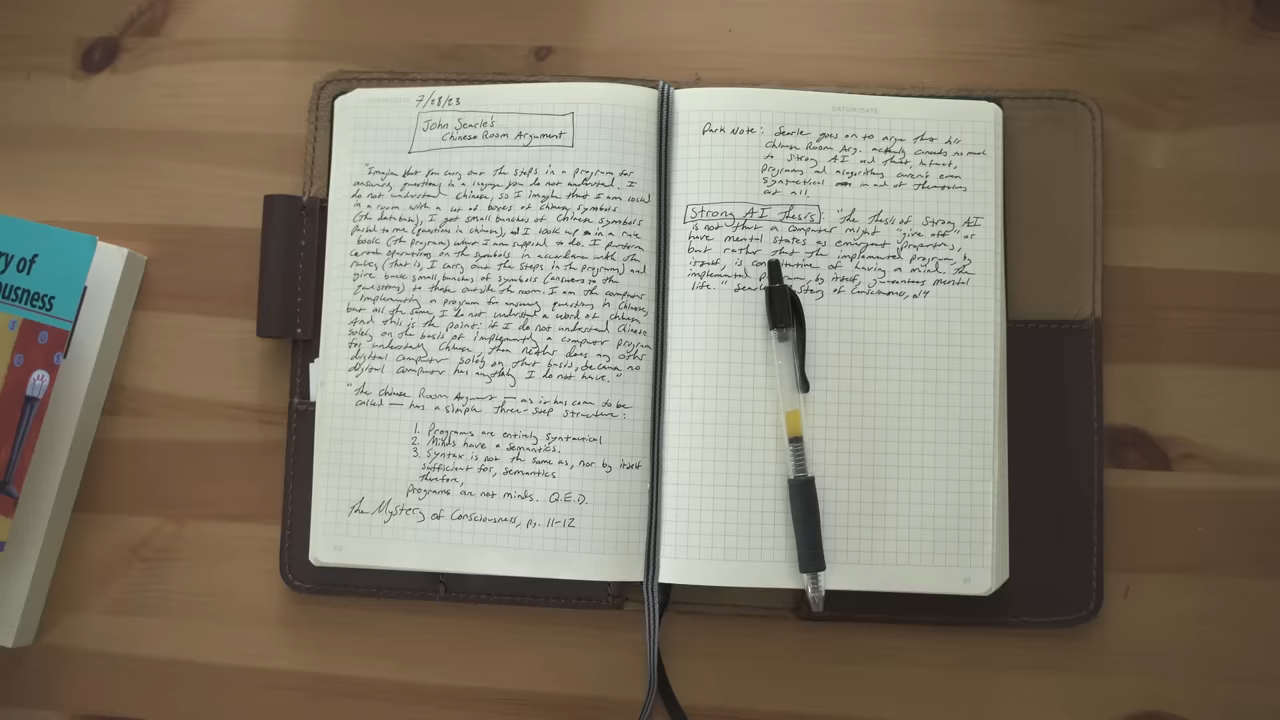 ry of
ousness
7/28/23
John Searle's
Chinese Room Argument
"Imagine that you carry out the steps in a program for
answering questions in a language you do not understand. I
do not understand Chinese, so I imagine that I am locked
in a room with a lot of boxes of Chinese symbols
(the database), I get small bunches of Chinese symbols
passed to me (questions in Chinese), and I look up in a rule
book (the program) what I am supposed to do. I perform
certain operations on the symbols in accordance with the
rules (that is, I carry out the steps in the program) and
give back small bunches of symbols (answers to the
questions) to those outside the room. I am the computer
implementing a program for answering questions in Chinese,
but all the same I do not understand a word of Chinese.
And this is the point: if I do not understand Chinese
solely on the basis of implementing a computer program
for understanding Chinese, then neither does any other
digital computer solely on that basis, because no
digital computer has anything I do not have."
"The Chinese Room Argument — as it has come to be
called — has a simple three-step structure:
1. Programs are entirely syntactical
2. Minds have a semantics.
3. Syntax is not the same as, nor by itself
sufficient for, semantics
therefore,
Programs are not minds. Q.E.D.
The Mystery of Consciousness, pg. 11-12
DATUM/DATE
Park Note: Searle goes on to argue that his
Chinese Room Arg. actually concedes too much
to Strong AI and that, in fact,
programs and algorithms aren't even
syntactical in and of themselves
at all.
Strong AI Thesis: "The thesis of Strong AI
is not that a computer might "give off" or
have mental states as emergent properties,
but rather that the implemented program, by
itself, is constitutive of having a mind. The
implemented program, by itself, guarantees mental
life." Searle, Mystery of Consciousness, p. 14
21